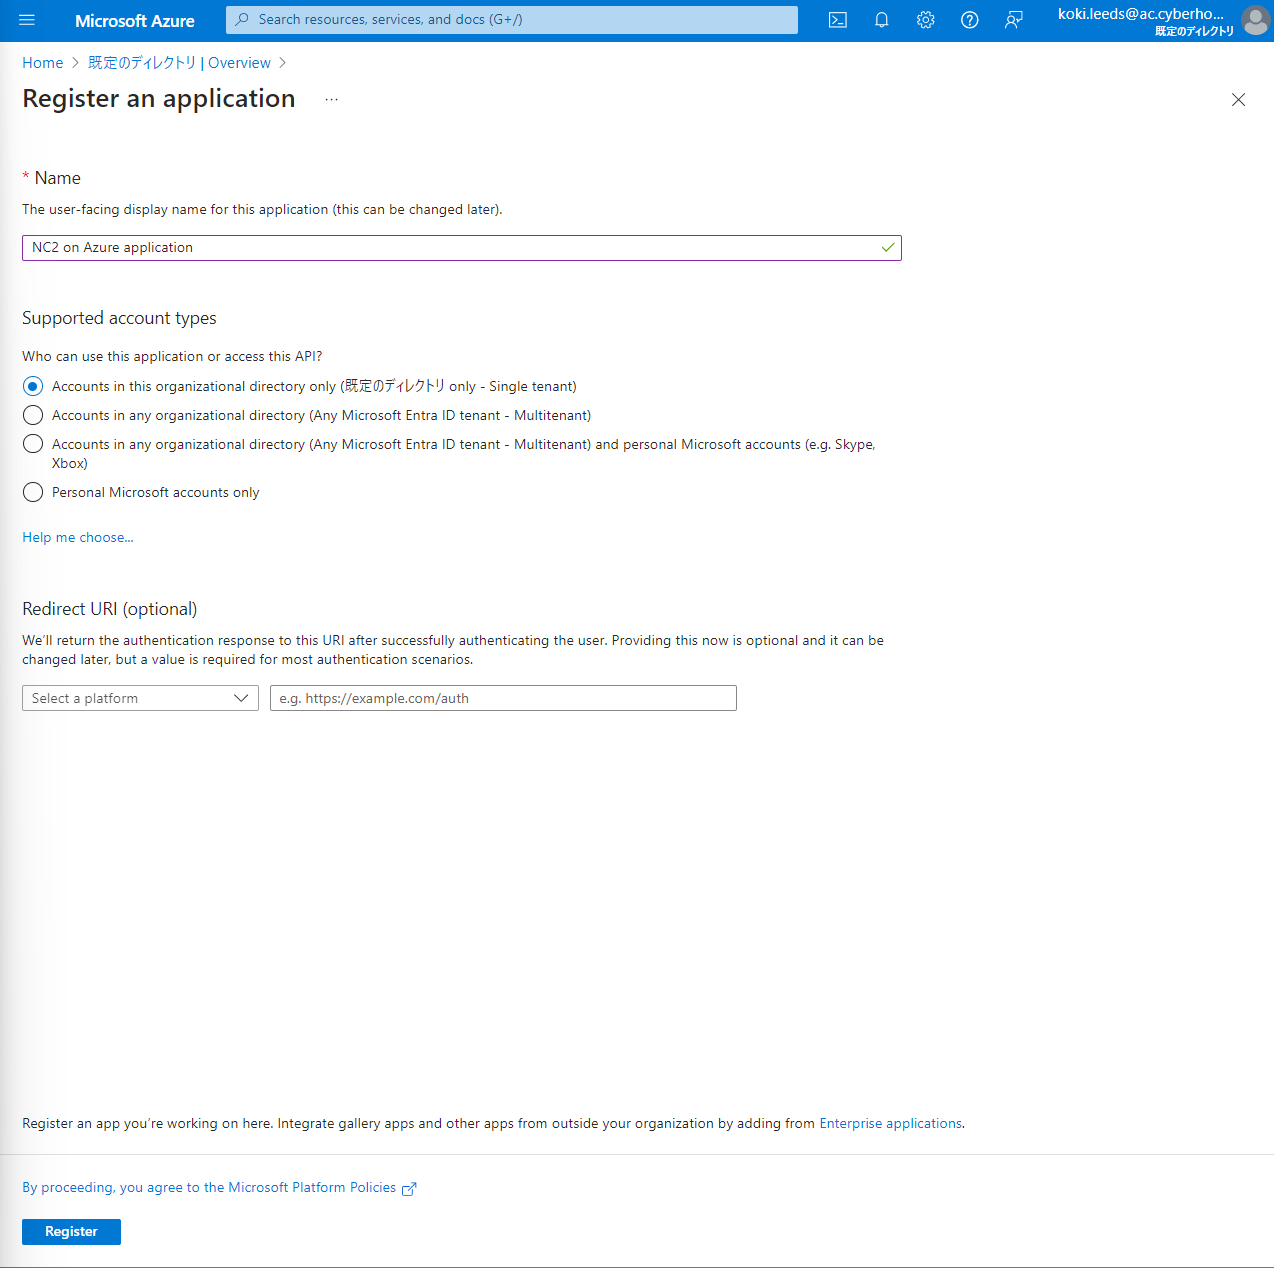 Microsoft Azure
Search resources, services, and docs (G+/)
koki.leeds@ac.cyberho...
既定のディレクトリ
Home > 既定のディレクトリ | Overview >
Register an application ...
* Name
The user-facing display name for this application (this can be changed later).
NC2 on Azure application
Supported account types
Who can use this application or access this API?
Accounts in this organizational directory only (既定のディレクトリ only - Single tenant)
Accounts in any organizational directory (Any Microsoft Entra ID tenant - Multitenant)
Accounts in any organizational directory (Any Microsoft Entra ID tenant - Multitenant) and personal Microsoft accounts (e.g. Skype,
Xbox)
Personal Microsoft accounts only
Help me choose...
Redirect URI (optional)
We'll return the authentication response to this URI after successfully authenticating the user. Providing this now is optional and it can be
changed later, but a value is required for most authentication scenarios.
Select a platform
e.g. https://example.com/auth
Register an app you're working on here. Integrate gallery apps and other apps from outside your organization by adding from Enterprise applications.
By proceeding, you agree to the Microsoft Platform Policies
Register